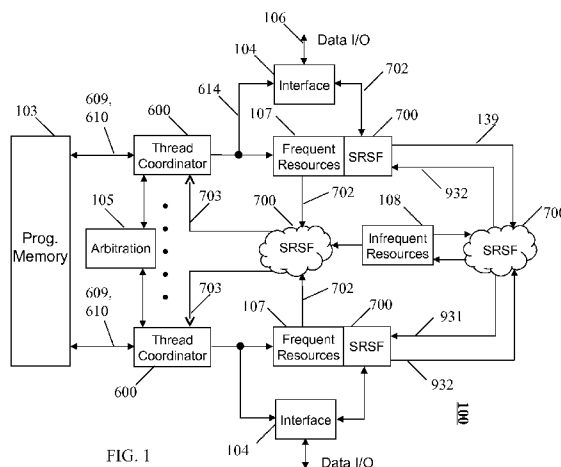 106
Data I/O
104
Interface
702
614
103
609,
610
600
107
700
139
Thread
Coordinator
Frequent
Resources
SRSF
932
703
702
105
700
108
700
Arbitration
SRSF
Infrequent
Resources
SRSF
Prog.
Memory
703
702
609,
610
107
700
931
Thread
Coordinator
Frequent
Resources
SRSF
600
932
Interface
104
100
FIG. 1
Data I/O